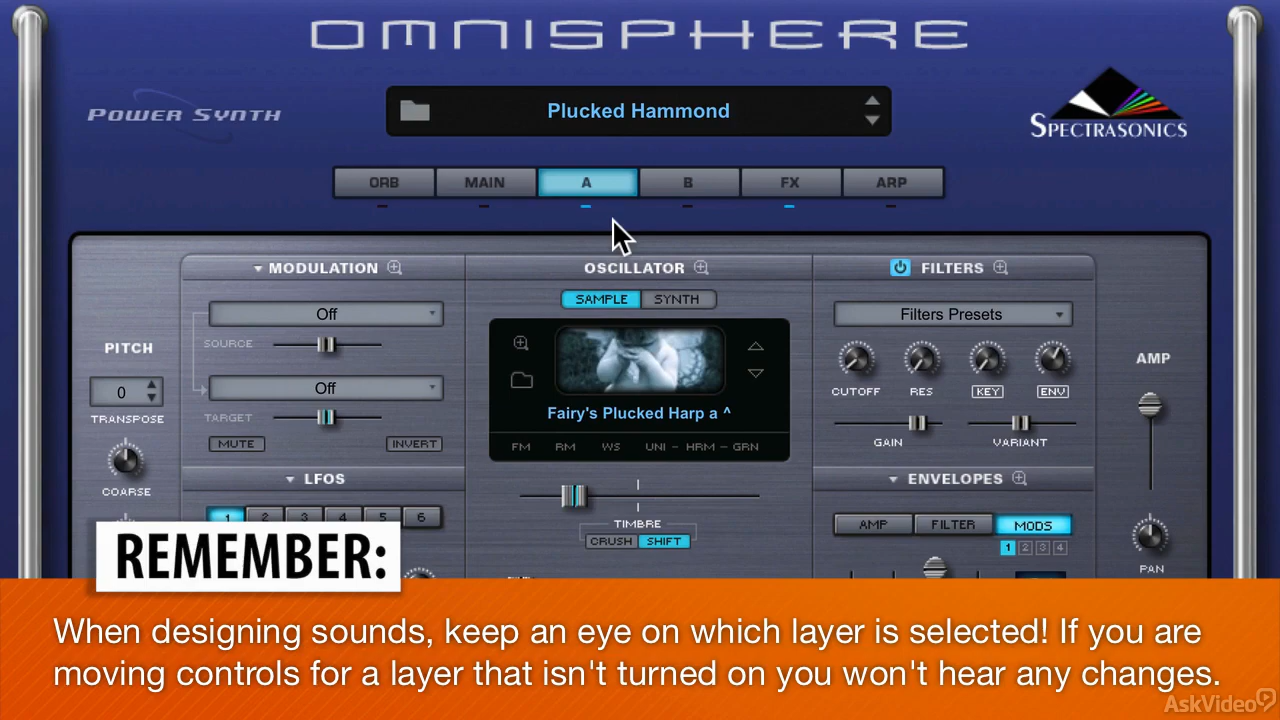 OMNISPHERE
POWER SYNTH
Plucked Hammond
SPECTRASONICS
ORB MAIN A B FX ARP
MODULATION
OSCILLATOR
FILTERS
SAMPLE SYNTH
Off
Filters Presets
SOURCE
PITCH
AMP
0
TRANSPOSE
Off
TARGET
MUTE INVERT
Fairy's Plucked Harp a ^
FM RM WS UNI - HRM - GRN
CUTOFF RES KEY ENV
GAIN VARIANT
COARSE
LFOS
1 2 3 4 5 6
TIMBRE
CRUSH SHIFT
ENVELOPES
AMP FILTER MODS
1 2 3 4
PAN
REMEMBER:
When designing sounds, keep an eye on which layer is selected! If you are
moving controls for a layer that isn't turned on you won't hear any changes.
AskVideo